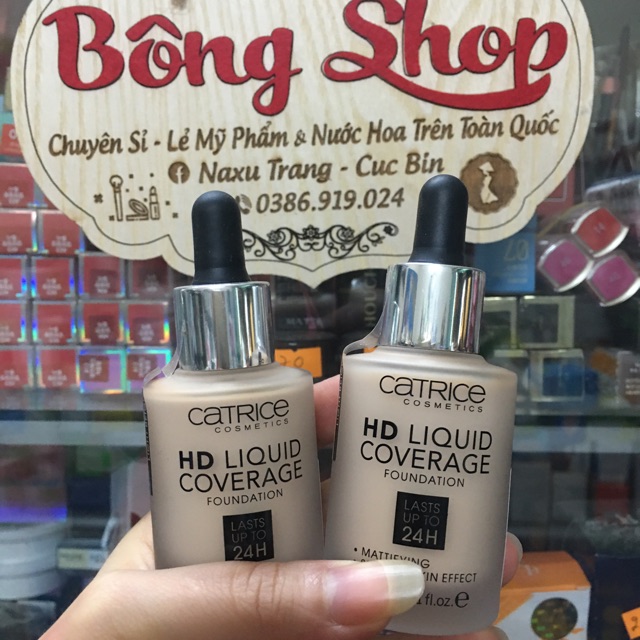 Bông Shop
Chuyên Sỉ - Lẻ Mỹ Phẩm & Nước Hoa Trên Toàn Quốc
Naxu Trang - Cuc Bin
0386.919.024
CATRICE
COSMETICS
HD LIQUID
COVERAGE
FOUNDATION
LASTS
UP TO
24H
CATRICE
COSMETICS
HD LIQUID
COVERAGE
FOUNDATION
LASTS
UP TO
24H
• MATTIFYING
EFFECT
fl.oz.e